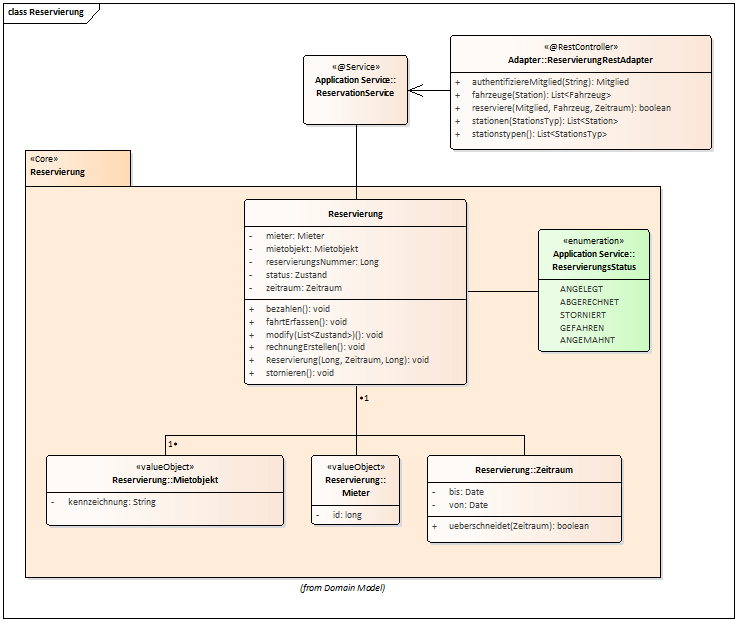 class Reservierung
«@Service»
Application Service::
ReservationService
«@RestController»
Adapter::ReservierungRestAdapter
+ authentifiziereMitglied(String): Mitglied
+ fahrzeuge(Station): List<Fahrzeug>
+ reserviere(Mitglied, Fahrzeug, Zeitraum): boolean
+ stationen(StationsTyp): List<Station>
+ stationstypen(): List<StationsTyp>
«Core»
Reservierung
Reservierung
- mieter: Mieter
- mietobjekt: Mietobjekt
- reservierungsNummer: Long
- status: Zustand
- zeitraum: Zeitraum
+ bezahlen(): void
+ fahrtErfassen(): void
+ modify(List<Zustand>)(): void
+ rechnungErstellen(): void
+ Reservierung(Long, Zeitraum, Long): void
+ stornieren(): void
«enumeration»
Application Service::
ReservierungsStatus
ANGELEGT
ABGERECHNET
STORNIERT
GEFAHREN
ANGEMAHNT
•1
1•
«valueObject»
Reservierung::Mietobjekt
- kennzeichnung: String
«valueObject»
Reservierung::
Mieter
- id: long
Reservierung::Zeitraum
- bis: Date
- von: Date
+ ueberschneidet(Zeitraum): boolean
(from Domain Model)